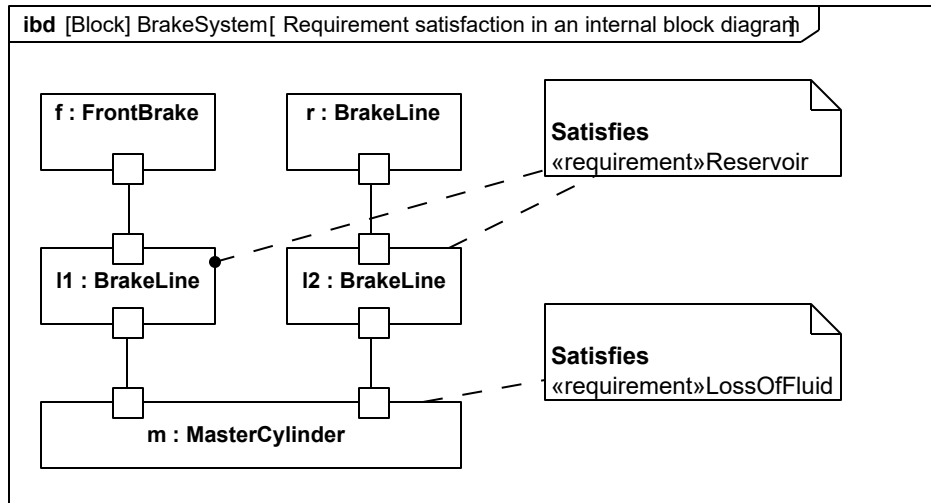 ibd [Block] BrakeSystem[ Requirement satisfaction in an internal block diagram]
f : FrontBrake
r : BrakeLine
Satisfies
«requirement»Reservoir
l1 : BrakeLine
l2 : BrakeLine
Satisfies
«requirement»LossOfFluid
m : MasterCylinder